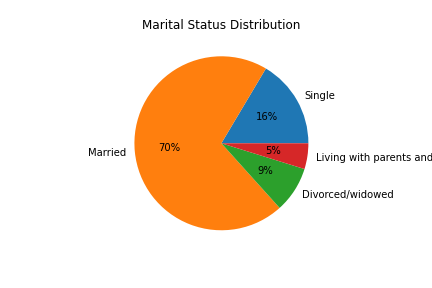 Marital Status Distribution
Single
16%
Married
70%
5%
Living with parents and
9%
Divorced/widowed